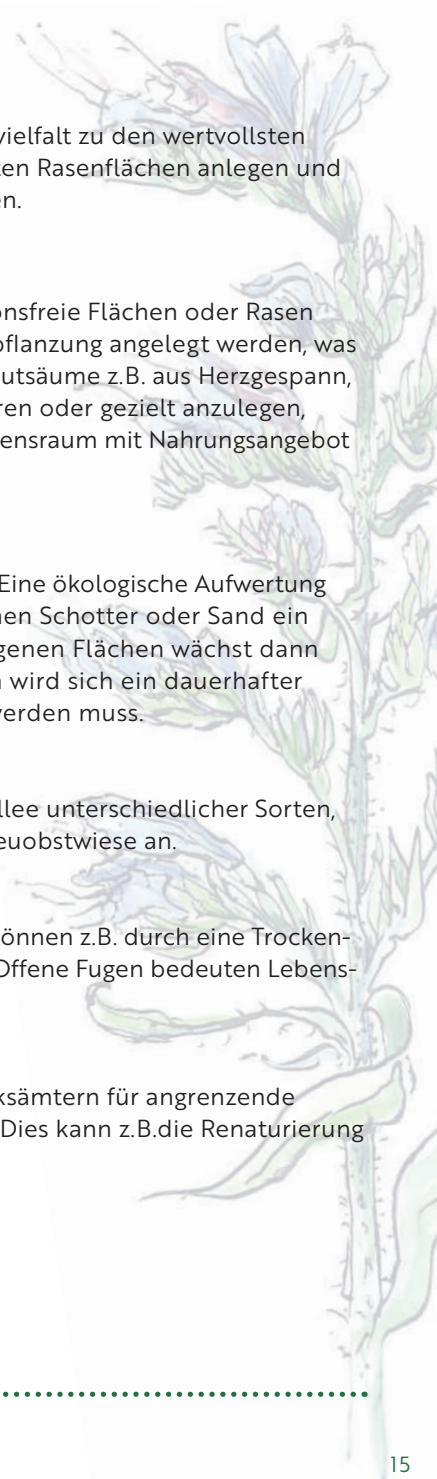 vielfalt zu den wertvollsten
ten Rasenflächen anlegen und
en.
onsfreie Flächen oder Rasen
pflanzung angelegt werden, was
utsäume z.B. aus Herzgespann,
ren oder gezielt anzulegen,
ensraum mit Nahrungsangebot
Eine ökologische Aufwertung
hen Schotter oder Sand ein
genen Flächen wächst dann
n wird sich ein dauerhafter
werden muss.
llee unterschiedlicher Sorten,
euobstwiese an.
önnen z.B. durch eine Trocken-
Offene Fugen bedeuten Lebens-
ksämtern für angrenzende
Dies kann z.B.die Renaturierung
15